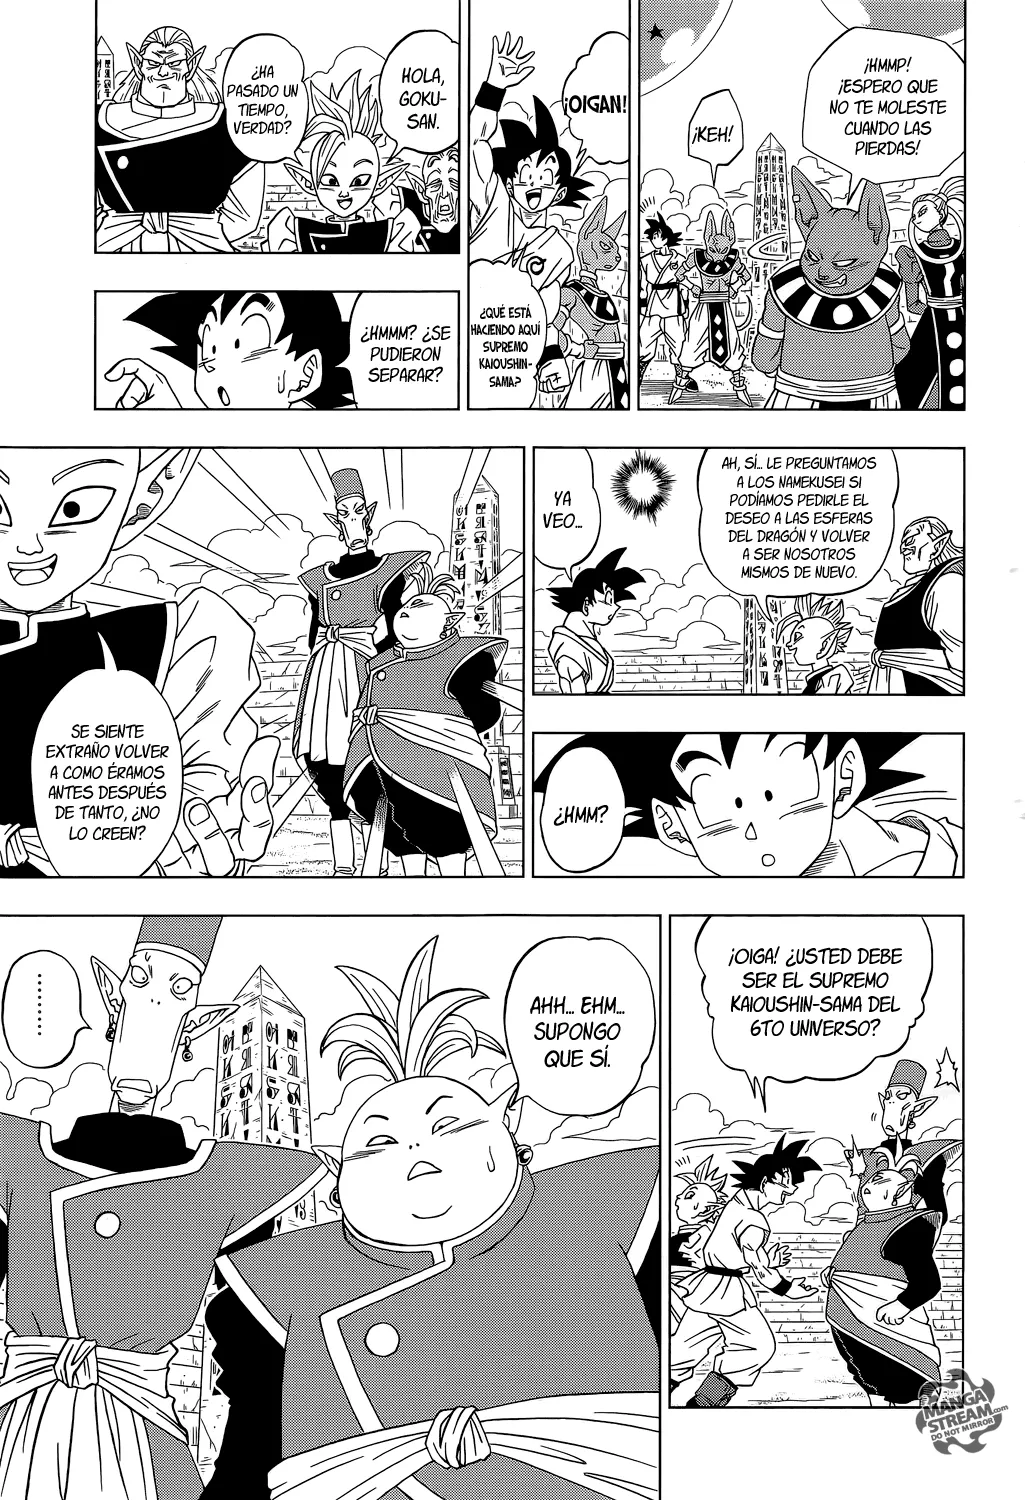 ¡HMMP!
¡ESPERO QUE
NO TE MOLESTE
CUANDO LAS
PIERDAS!
¡KEH!
¡OIGAN!
¿QUÉ ESTÁ
HACIENDO AQUÍ
SUPREMO
KAIOUSHIN-
SAMA?
HOLA,
GOKU-
SAN.
¿HA
PASADO UN
TIEMPO,
VERDAD?
¿HMMM? ¿SE
PUDIERON
SEPARAR?
AH, SÍ... LE PREGUNTAMOS
A LOS NAMEKUSEI SI
PODÍAMOS PEDIRLE EL
DESEO A LAS ESFERAS
DEL DRAGÓN Y VOLVER
A SER NOSOTROS
MISMOS DE NUEVO.
YA
VEO...
SE SIENTE
EXTRAÑO VOLVER
A COMO ÉRAMOS
ANTES DESPUÉS
DE TANTO, ¿NO
LO CREEN?
¿HMM?
¡OIGA! ¿USTED DEBE
SER EL SUPREMO
KAIOUSHIN-SAMA DEL
6TO UNIVERSO?
AHH... EHM...
SUPONGO
QUE SÍ.
........
MANGA
STREAM.com
DO NOT MIRROR